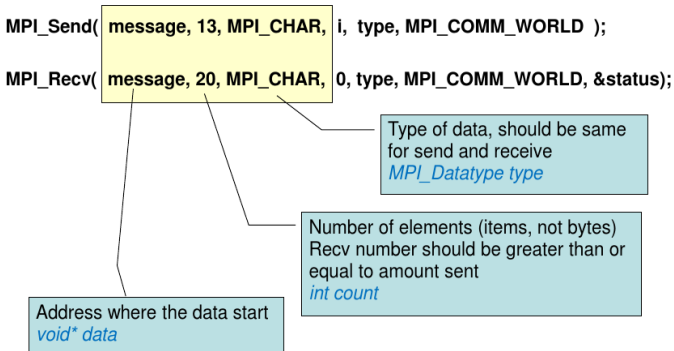 MPI_Send( message, 13, MPI_CHAR, i, type, MPI_COMM_WORLD );
MPI_Recv( message, 20, MPI_CHAR, 0, type, MPI_COMM_WORLD, &status);
Type of data, should be same
for send and receive
MPI_Datatype type
Number of elements (items, not bytes)
Recv number should be greater than or
equal to amount sent
int count
Address where the data start
void* data